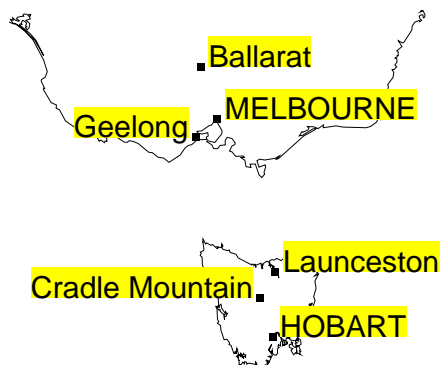 Ballarat
MELBOURNE
Geelong
Launceston
Cradle Mountain
HOBART